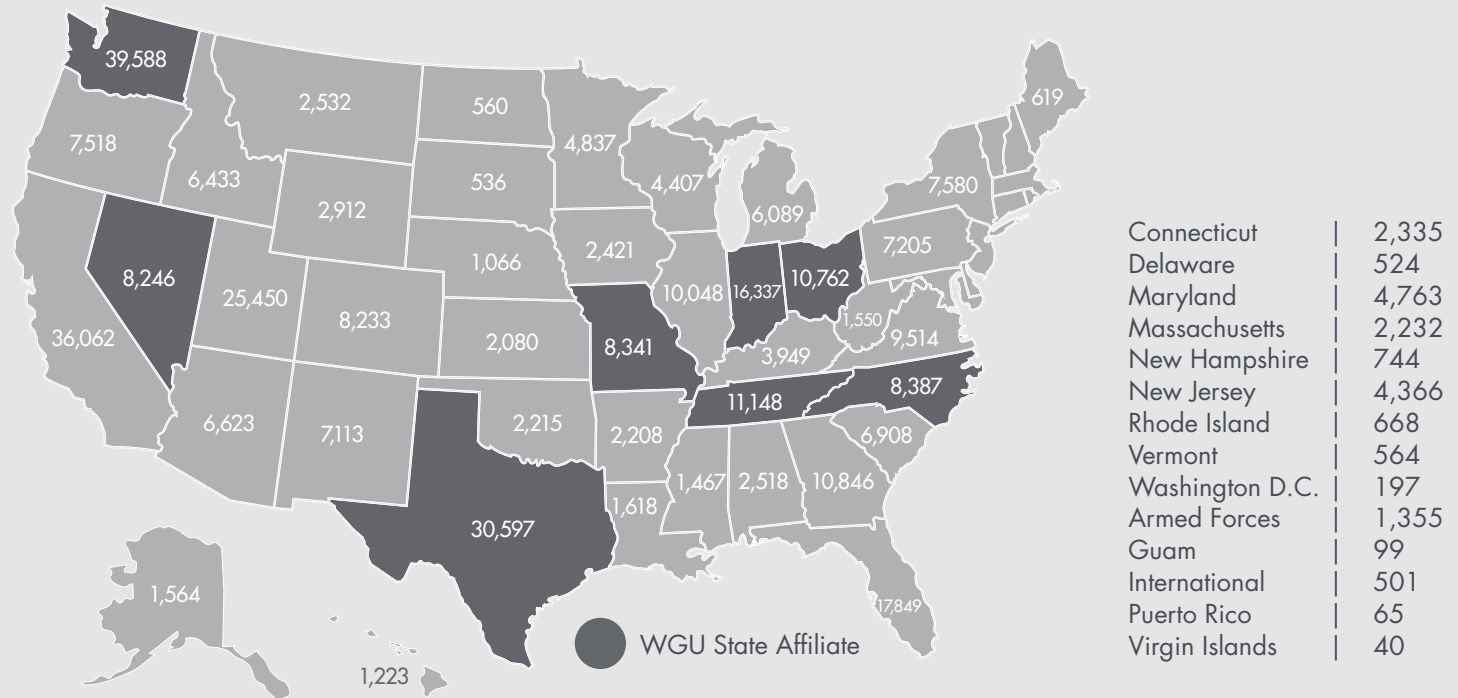 39,588
2,532
560
619
7,518
4,837
6,433
536
4,407
7,580
2,912
6,089
7,205
8,246
1,066
2,421
10,762
25,450
10,048
16,337
8,233
1,550
36,062
2,080
8,341
3,949
9,514
8,387
11,148
6,623
7,113
2,215
2,208
6,908
1,467
2,518
10,846
1,618
30,597
1,564
17,849
1,223
WGU State Affiliate
Connecticut | 2,335
Delaware | 524
Maryland | 4,763
Massachusetts | 2,232
New Hampshire | 744
New Jersey | 4,366
Rhode Island | 668
Vermont | 564
Washington D.C. | 197
Armed Forces | 1,355
Guam | 99
International | 501
Puerto Rico | 65
Virgin Islands | 40